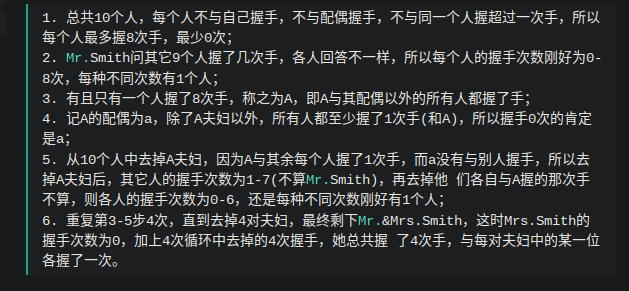 1. 总共10个人，每个人不与自己握手，不与配偶握手，不与同一个人握超过一次手，所以
每个人最多握8次手，最少0次；
2. Mr.Smith问其它9个人握了几次手，各人回答不一样，所以每个人的握手次数刚好为0-
8次，每种不同次数有1个人；
3. 有且只有一个人握了8次手，称之为A，即A与其配偶以外的所有人都握了手；
4. 记A的配偶为a，除了A夫妇以外，所有人都至少握了1次手(和A)，所以握手0次的肯定
是a；
5. 从10个人中去掉A夫妇，因为A与其余每个人握了1次手，而a没有与别人握手，所以去
掉A夫妇后，其它人的握手次数为1-7(不算Mr.Smith)，再去掉他 们各自与A握的那次手
不算，则各人的握手次数为0-6，还是每种不同次数刚好有1个人；
6. 重复第3-5步4次，直到去掉4对夫妇，最终剩下Mr.&Mrs.Smith，这时Mrs.Smith的
握手次数为0，加上4次循环中去掉的4次握手，她总共握 了4次手，与每对夫妇中的某一位
各握了一次。